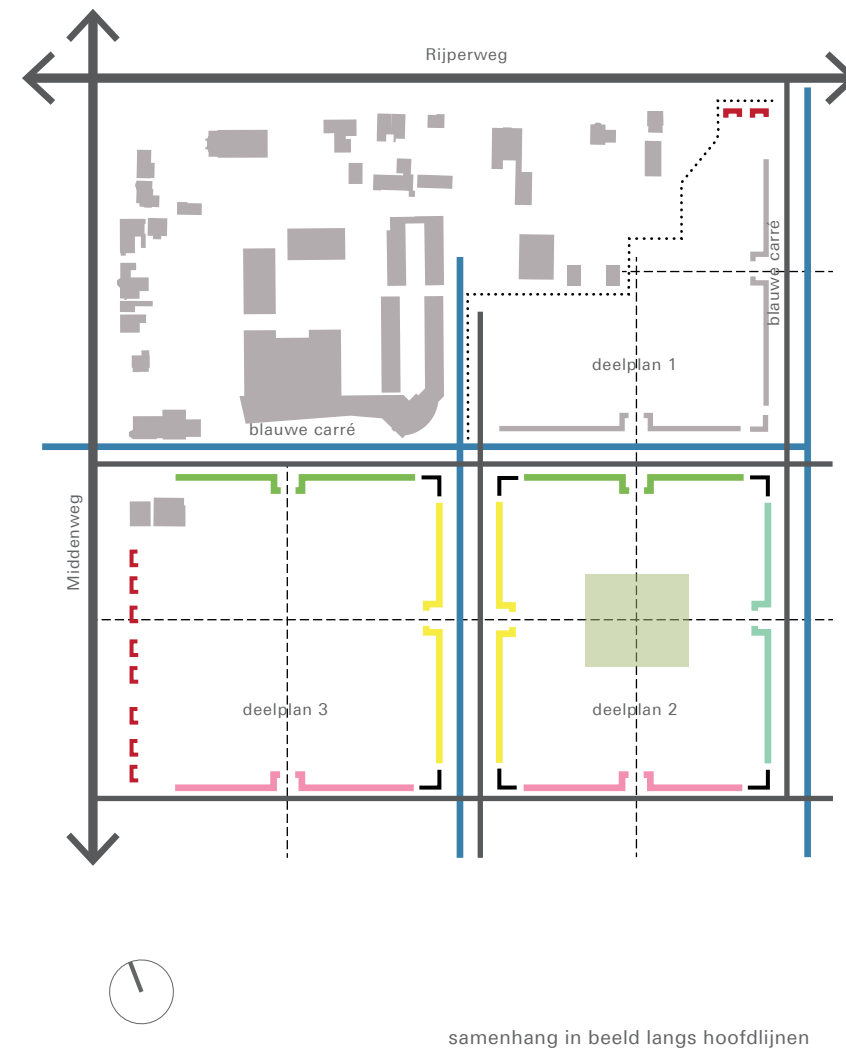 Rijperweg
blauwe carré
deelplan 1
blauwe carré
Middenweg
deelplan 3
deelplan 2
samenhang in beeld langs hoofdlijnen